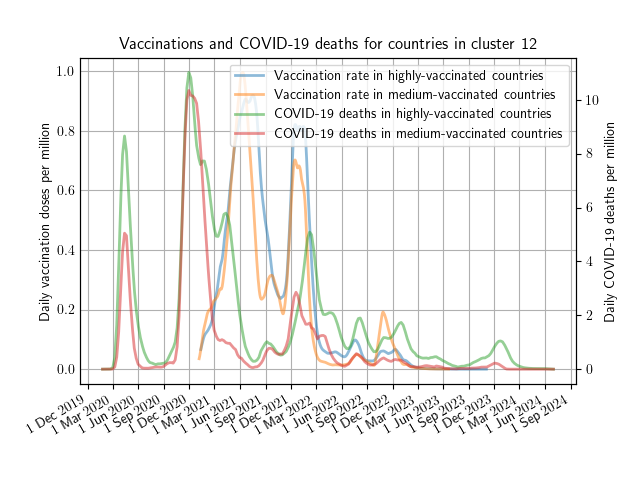 Vaccinations and COVID-19 deaths for countries in cluster 12
Vaccination rate in highly-vaccinated countries
Vaccination rate in medium-vaccinated countries
COVID-19 deaths in highly-vaccinated countries
COVID-19 deaths in medium-vaccinated countries
Daily vaccination doses per million
1.0
0.8
0.6
0.4
0.2
0.0
Daily COVID-19 deaths per million
10
8
6
4
2
0
1 Dec 2019
1 Mar 2020
1 Jun 2020
1 Sep 2020
1 Dec 2020
1 Mar 2021
1 Jun 2021
1 Sep 2021
1 Dec 2021
1 Mar 2022
1 Jun 2022
1 Sep 2022
1 Dec 2022
1 Mar 2023
1 Jun 2023
1 Sep 2023
1 Dec 2023
1 Mar 2024
1 Jun 2024
1 Sep 2024